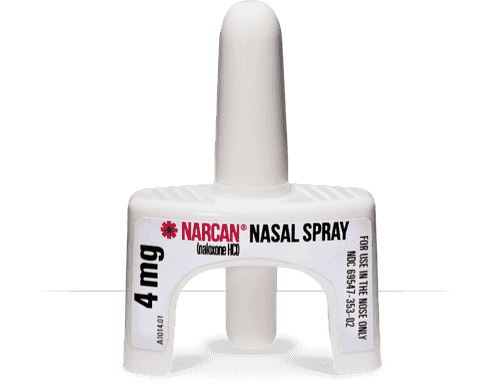 NARCAN® NASAL SPRAY
(naloxone HCl)
4 mg
A1014.01
FOR USE IN THE NOSE ONLY
NDC 69547-353-02